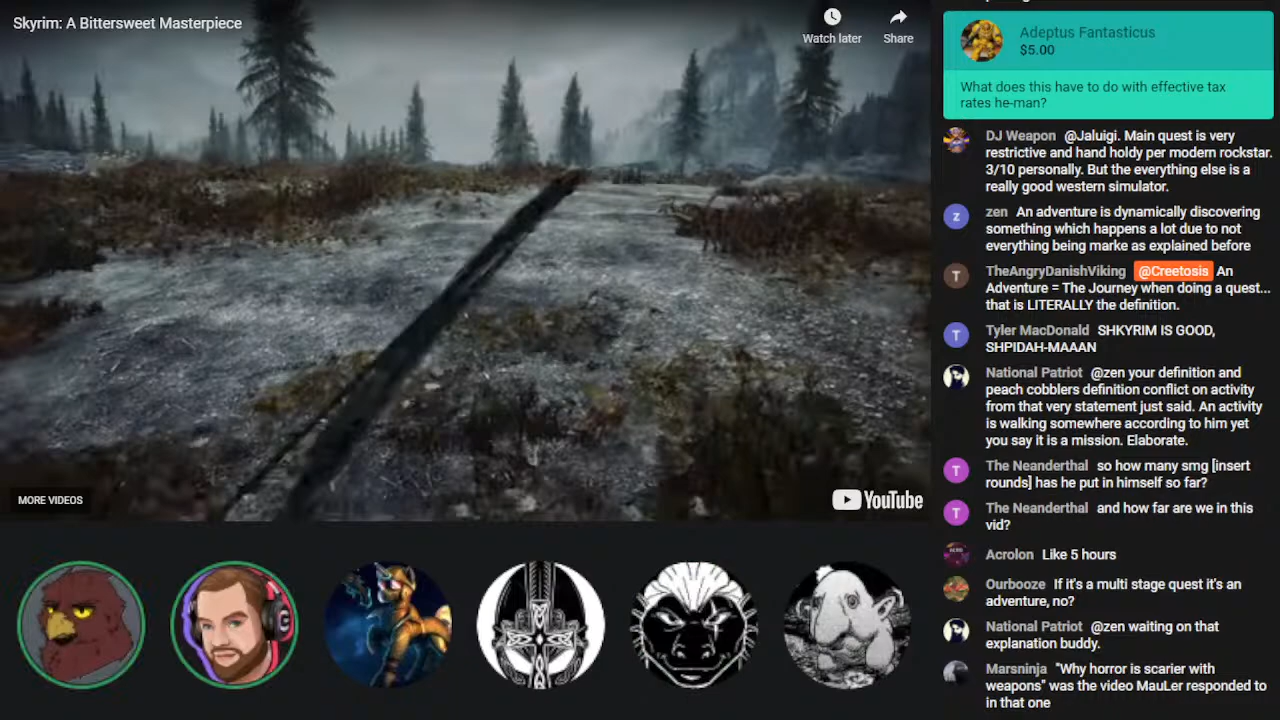 Skyrim: A Bittersweet Masterpiece
Watch later
Share
MORE VIDEOS
YouTube
Adeptus Fantasticus
$5.00
What does this have to do with effective tax
rates he-man?
DJ Weapon @Jaluigi. Main quest is very
restrictive and hand holdy per modern rockstar.
3/10 personally. But the everything else is a
really good western simulator.
zen An adventure is dynamically discovering
something which happens a lot due to not
everything being marke as explained before
TheAngryDanishViking @Creetosis An
Adventure = The Journey when doing a quest...
that is LITERALLY the definition.
Tyler MacDonald SHKYRIM IS GOOD,
SHPIDAH-MAAAN
National Patriot @zen your definition and
peach cobblers definition conflict on activity
from that very statement just said. An activity
is walking somewhere according to him yet
you say it is a mission. Elaborate.
The Neanderthal so how many smg [insert
rounds] has he put in himself so far?
The Neanderthal and how far are we in this
vid?
Acrolon Like 5 hours
Ourbooze If it's a multi stage quest it's an
adventure, no?
National Patriot @zen waiting on that
explanation buddy.
Marsninja "Why horror is scarier with
weapons" was the video MauLer responded to
in that one
z
T
T
T
T